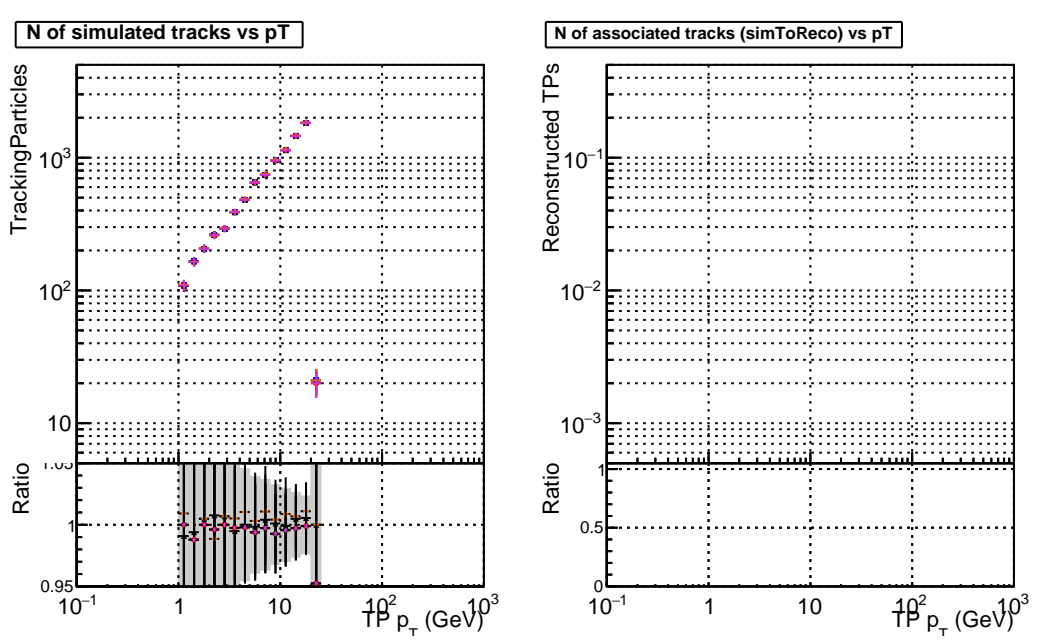 N of simulated tracks vs pT
TrackingParticles
10³
10²
10
Ratio
1.05
1
0.95
10⁻¹ 1 10 10² 10³
TP p_T (GeV)
N of associated tracks (simToReco) vs pT
Reconstructed TPs
10⁻¹
10⁻²
10⁻³
Ratio
1
0.5
0
10⁻¹ 1 10 10² 10³
TP p_T (GeV)